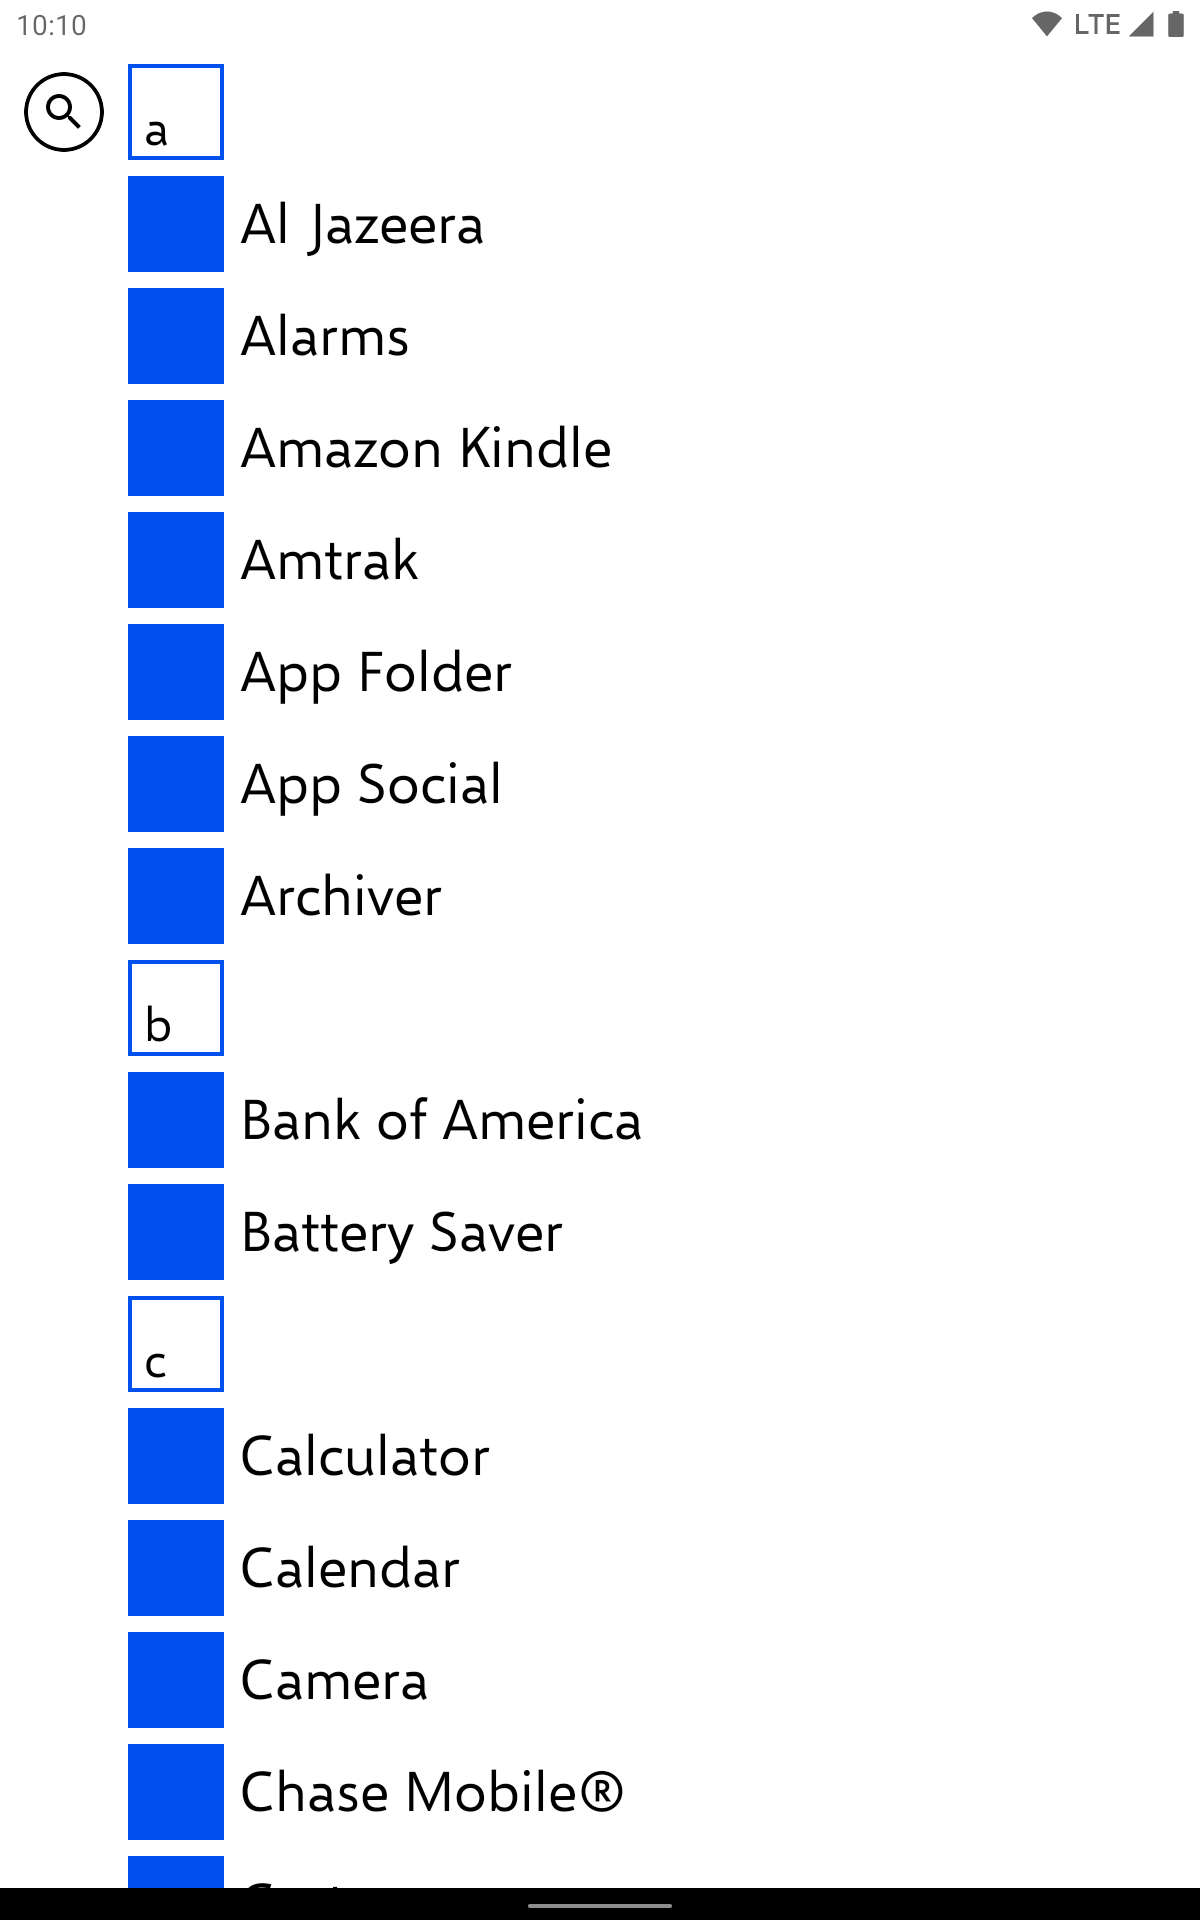 10:10 LTE
a
Al Jazeera
Alarms
Amazon Kindle
Amtrak
App Folder
App Social
Archiver
b
Bank of America
Battery Saver
c
Calculator
Calendar
Camera
Chase Mobile®